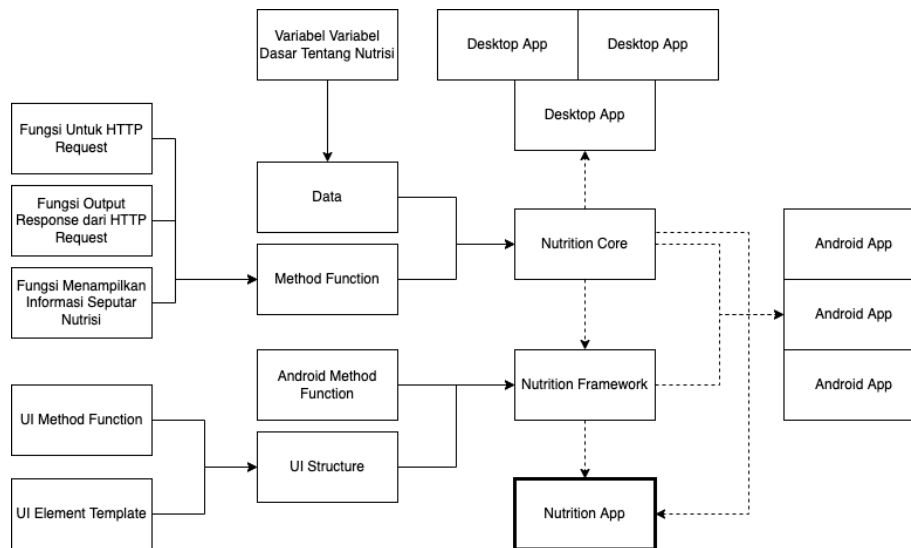 Variabel Variabel
Dasar Tentang Nutrisi
Desktop App
Desktop App
Desktop App
Fungsi Untuk HTTP
Request
Fungsi Output
Response dari HTTP
Request
Fungsi Menampilkan
Informasi Seputar
Nutrisi
Data
Method Function
Nutrition Core
Android App
Android App
Android App
Android Method
Function
Nutrition Framework
UI Method Function
UI Structure
UI Element Template
Nutrition App